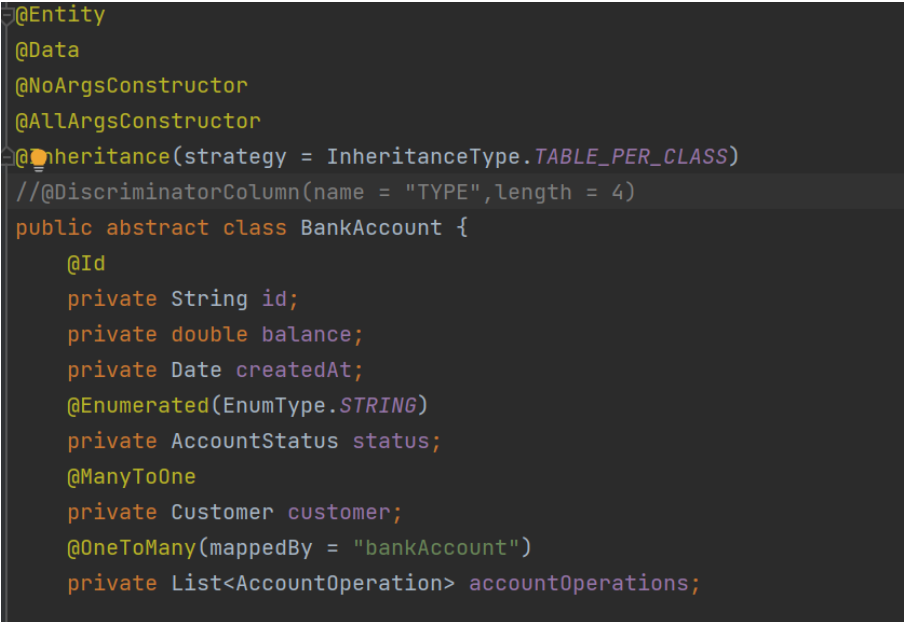 @Entity
@Data
@NoArgsConstructor
@AllArgsConstructor
@Inheritance(strategy = InheritanceType.TABLE_PER_CLASS)
//@DiscriminatorColumn(name = "TYPE",length = 4)
public abstract class BankAccount {
    @Id
    private String id;
    private double balance;
    private Date createdAt;
    @Enumerated(EnumType.STRING)
    private AccountStatus status;
    @ManyToOne
    private Customer customer;
    @OneToMany(mappedBy = "bankAccount")
    private List<AccountOperation> accountOperations;